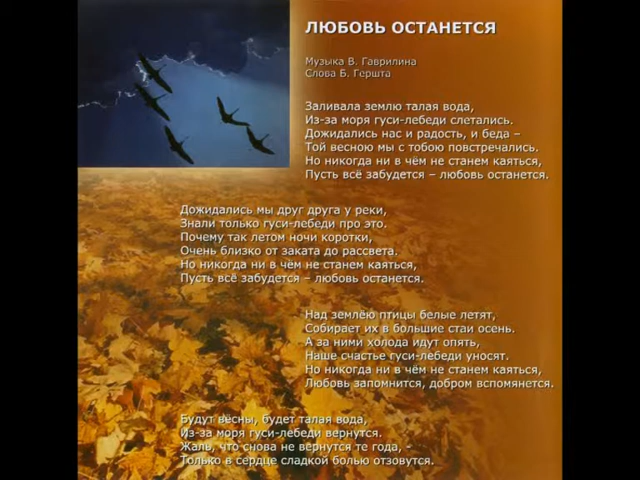 ЛЮБОВЬ ОСТАНЕТСЯ
Музыка В. Гаврилина
Слова Б. Гершта
Заливала землю талая вода,
Из-за моря гуси-лебеди слетались.
Дожидались нас и радость, и беда –
Той весною мы с тобою повстречались.
Но никогда ни в чём не станем каяться,
Пусть всё забудется – любовь останется.
Дожидались мы друг друга у реки,
Знали только гуси-лебеди про это.
Почему так летом ночи коротки,
Очень близко от заката до рассвета.
Но никогда ни в чём не станем каяться,
Пусть всё забудется – любовь останется.
Над землёю птицы белые летят,
Собирает их в большие стаи осень.
А за ними холода идут опять,
Наше счастье гуси-лебеди уносят.
Но никогда ни в чём не станем каяться,
Любовь запомнится, добром вспомянется.
Будут вёсны, будет талая вода,
Из-за моря гуси-лебеди вернутся.
Жаль, что снова не вернутся те года, -
Только в сердце сладкой болью отзовутся.